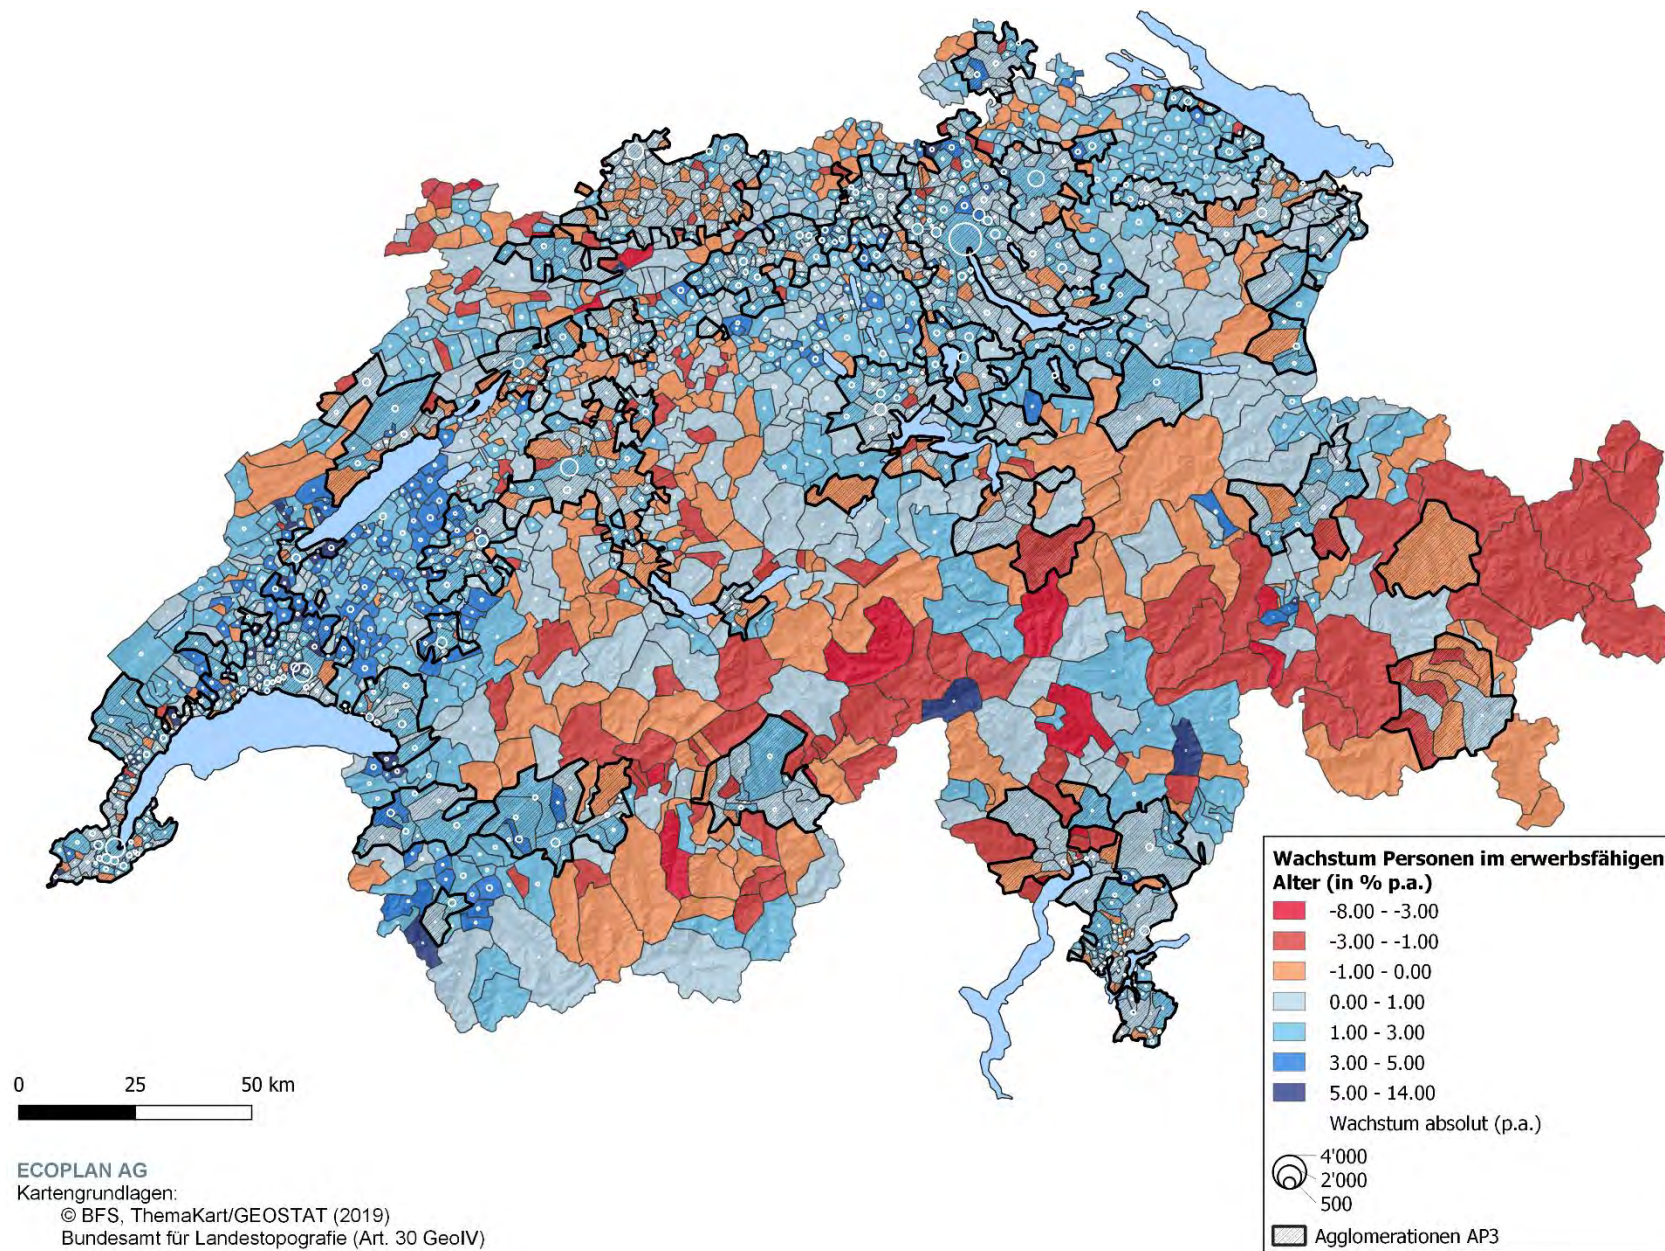 Wachstum Personen im erwerbsfähigen
Alter (in % p.a.)
-8.00 - -3.00
-3.00 - -1.00
-1.00 - 0.00
0.00 - 1.00
1.00 - 3.00
3.00 - 5.00
5.00 - 14.00
Wachstum absolut (p.a.)
4'000
2'000
500
Agglomerationen AP3
0 25 50 km
ECOPLAN AG
Kartengrundlagen:
© BFS, ThemaKart/GEOSTAT (2019)
Bundesamt für Landestopografie (Art. 30 GeoIV)